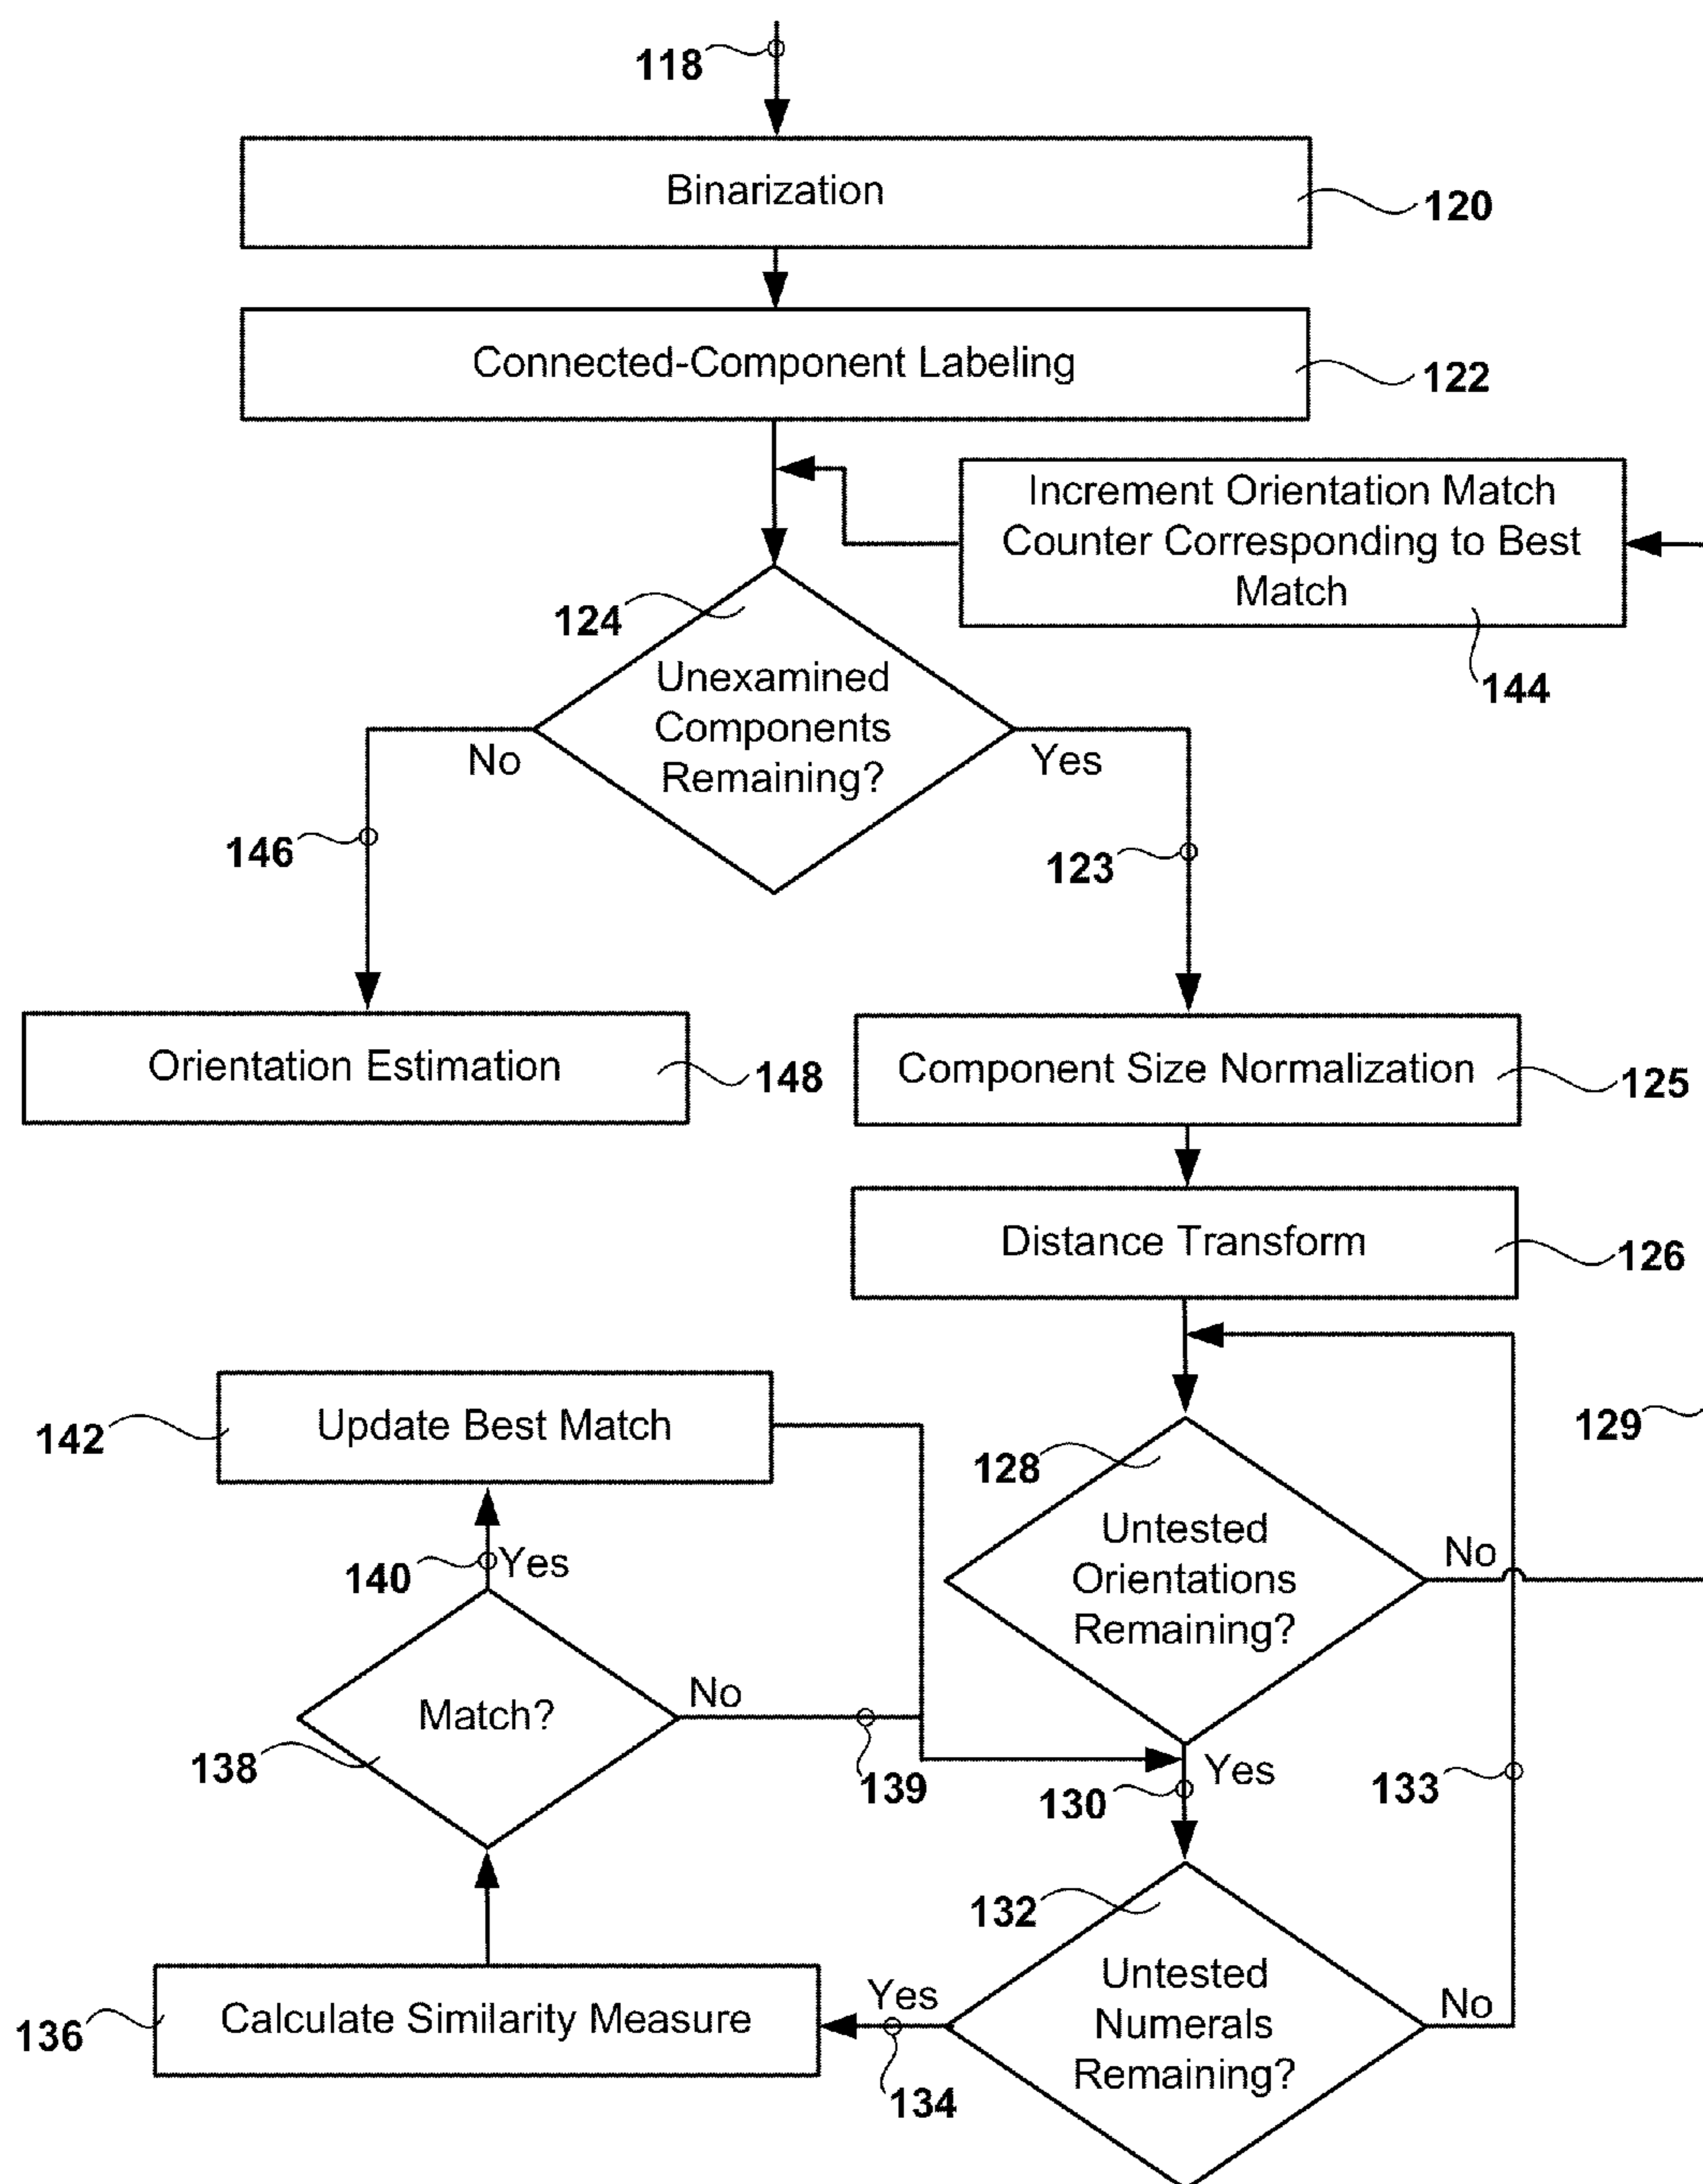 118
Binarization
120
Connected-Component Labeling
122
Increment Orientation Match
Counter Corresponding to Best
Match
144
124
Unexamined
Components
Remaining?
No
Yes
146
123
Orientation Estimation
148
Component Size Normalization
125
Distance Transform
126
142
Update Best Match
129
128
Untested
Orientations
Remaining?
No
140
Yes
Match?
No
138
139
Yes
130
133
132
Untested
Numerals
Remaining?
No
Yes
134
Calculate Similarity Measure
136